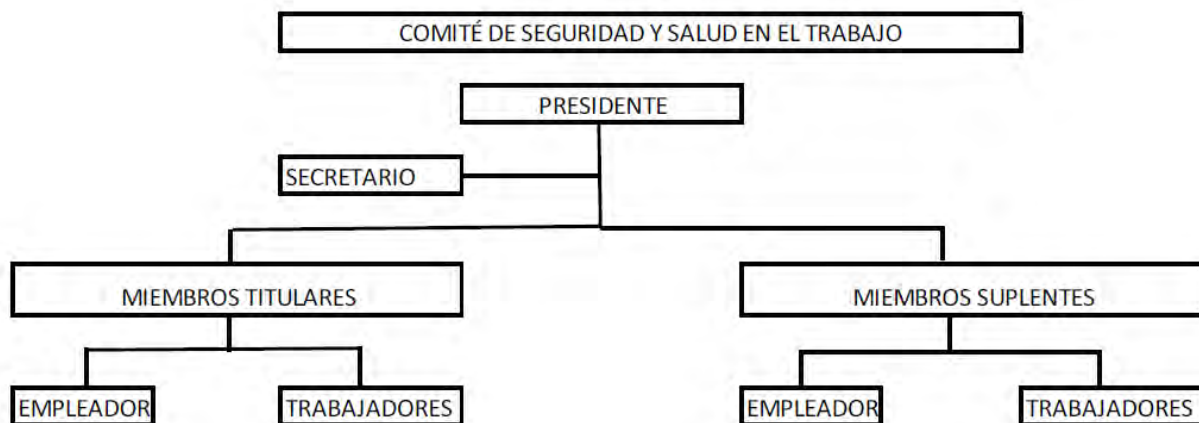 COMITÉ DE SEGURIDAD Y SALUD EN EL TRABAJO
PRESIDENTE
SECRETARIO
MIEMBROS TITULARES
MIEMBROS SUPLENTES
EMPLEADOR
TRABAJADORES
EMPLEADOR
TRABAJADORES